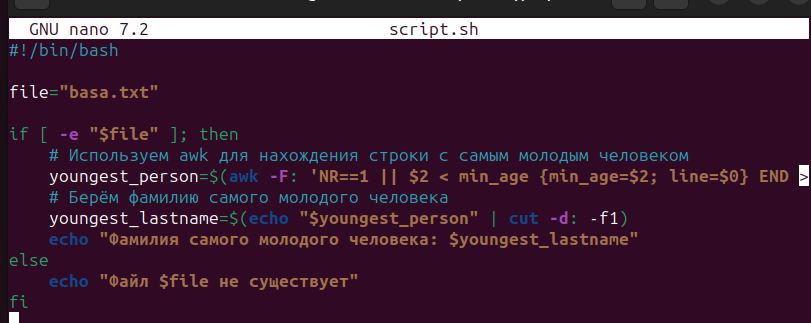 GNU nano 7.2 script.sh
#!/bin/bash
file="basa.txt"
if [ -e "$file" ]; then
# Используем awk для нахождения строки с самым молодым человеком
youngest_person=$(awk -F: 'NR==1 || $2 < min_age {min_age=$2; line=$0} END >
# Берём фамилию самого молодого человека
youngest_lastname=$(echo "$youngest_person" | cut -d: -f1)
echo "Фамилия самого молодого человека: $youngest_lastname"
else
echo "Файл $file не существует"
fi